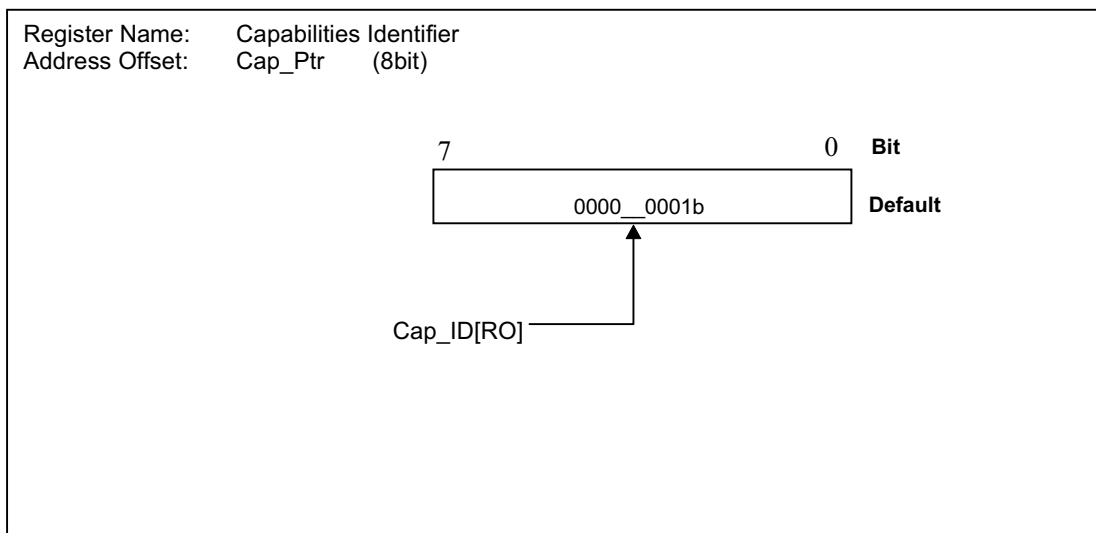 Register Name: Capabilities Identifier
Address Offset: Cap_Ptr (8bit)
7 0 Bit
0000__0001b Default
Cap_ID[RO]